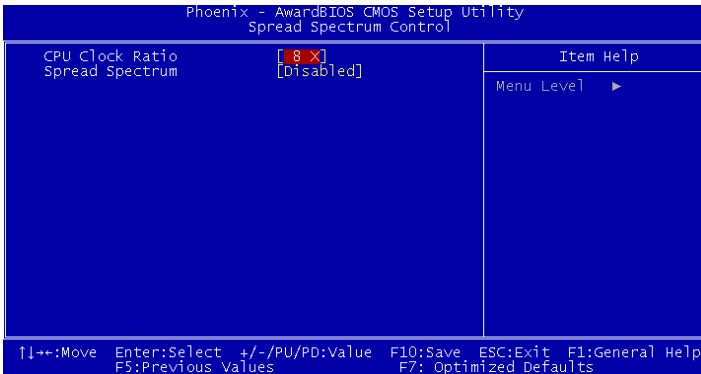 Phoenix - AwardBIOS CMOS Setup Utility
Spread Spectrum Control
CPU Clock Ratio [ 8 X]
Spread Spectrum [Disabled]
Item Help
Menu Level ►
↑↓→←:Move Enter:Select +/-/PU/PD:Value F10:Save ESC:Exit F1:General Help
F5:Previous Values F7: Optimized Defaults